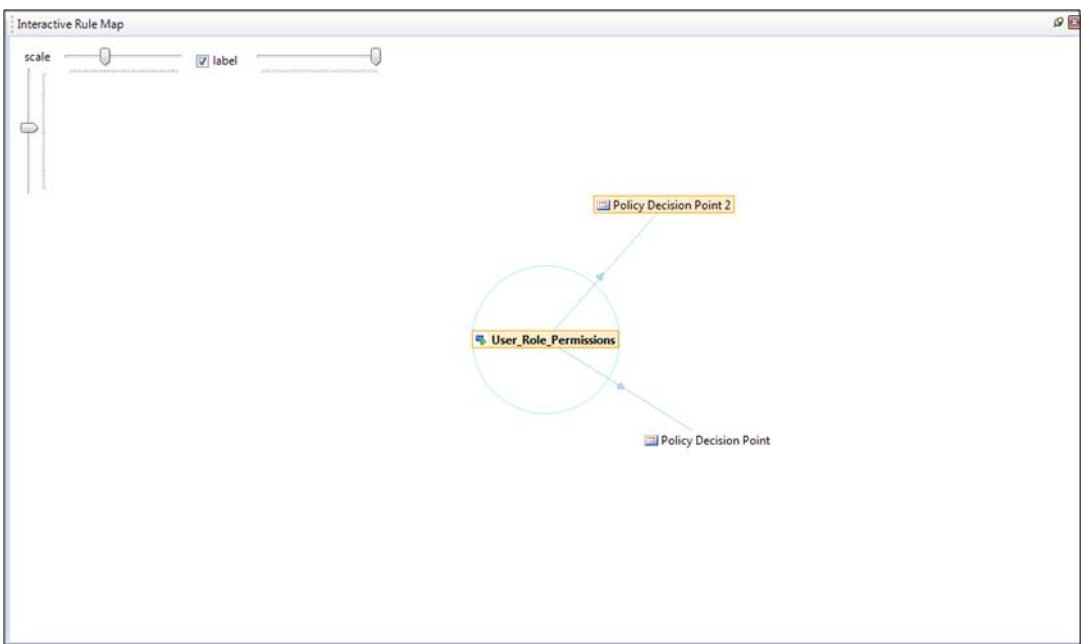 Interactive Rule Map
scale
label
Policy Decision Point 2
User_Role_Permissions
Policy Decision Point